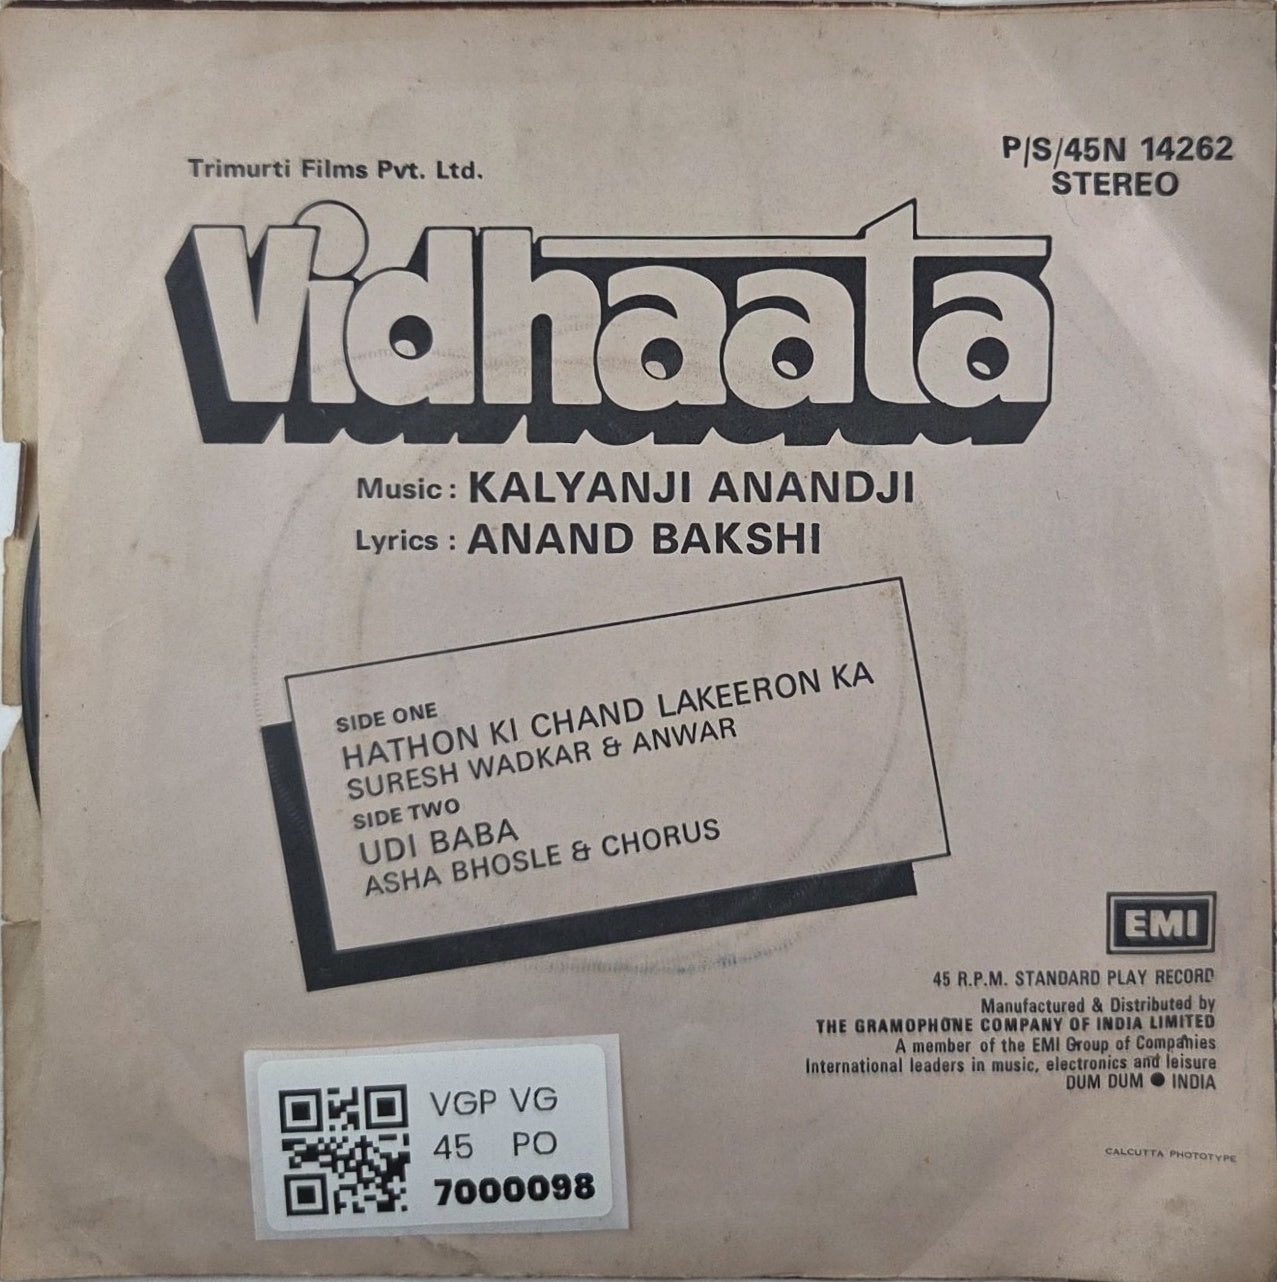 Trimurti Films Pvt. Ltd.
P/S/45N 14262
STEREO
Vidhaata
Music : KALYANJI ANANDJI
Lyrics : ANAND BAKSHI
SIDE ONE
HATHON KI CHAND LAKEERON KA
SURESH WADKAR & ANWAR
SIDE TWO
UDI BABA
ASHA BHOSLE & CHORUS
EMI
45 R.P.M. STANDARD PLAY RECORD
Manufactured & Distributed by
THE GRAMOPHONE COMPANY OF INDIA LIMITED
A member of the EMI Group of Companies
International leaders in music, electronics and leisure
DUM DUM ● INDIA
CALCUTTA PHOTOTYPE
VGP VG
45 PO
7000098